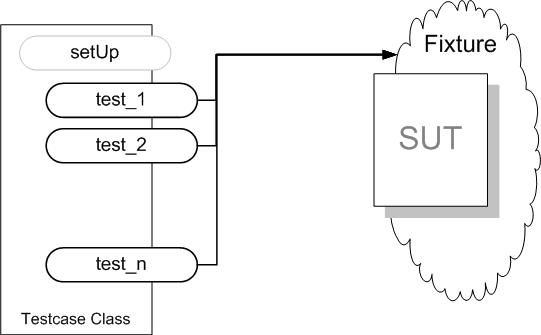 setUp
test_1
test_2
test_n
Testcase Class
Fixture
SUT